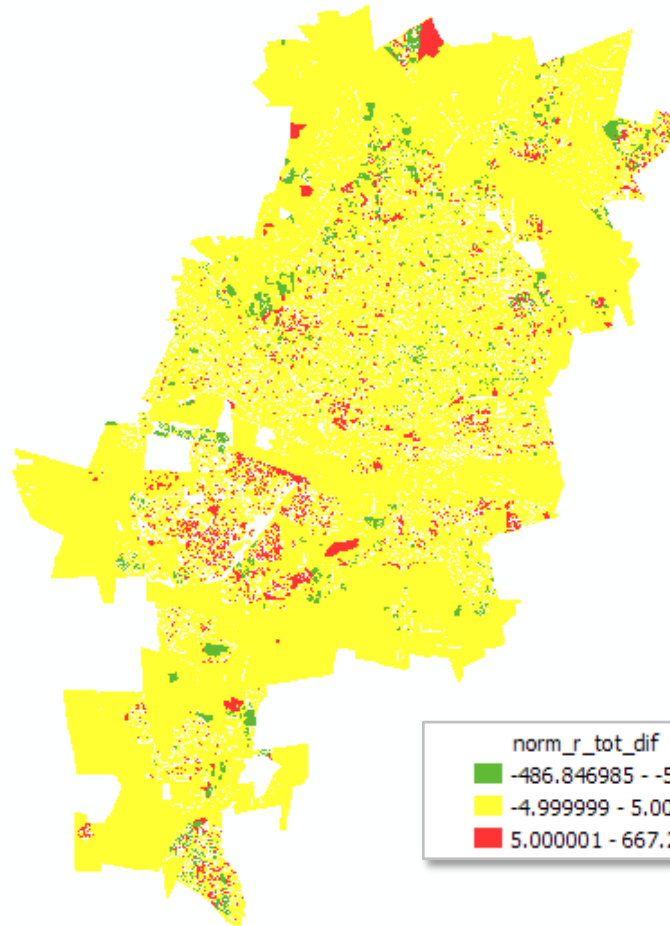 norm_r_tot_dif
-486.846985 - -5
-4.999999 - 5.00
5.000001 - 667.2